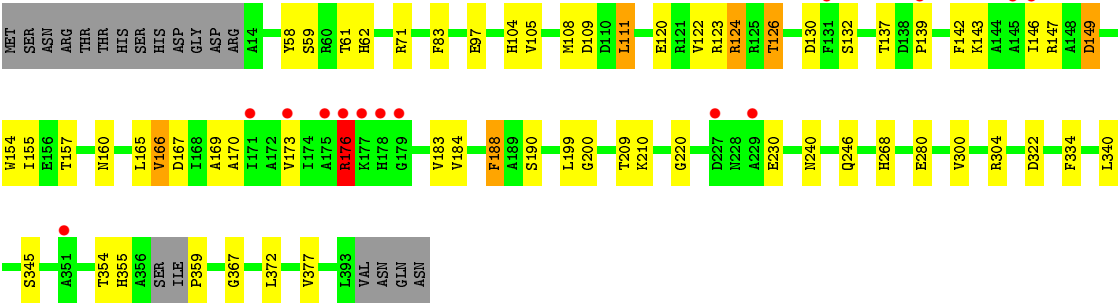 MET SER ASN ARG THR THR HIS SER HIS ASP GLY ASP ARG A14 Y58 S59 R60 T61 H62 R71 F83 E97 H104 V105 M108 D109 D110 L111 E120 R121 V122 R123 R124 R125 T126 D130 F131 S132 T137 D138 P139 F142 K143 A144 A145 I146 R147 A148 D149
W154 I155 E156 T157 N160 L165 V166 D167 I168 A169 A170 I171 A172 V173 I174 A175 R176 K177 H178 G179 V183 V184 F188 A189 S190 L199 G200 T209 K210 G220 D227 N228 A229 E230 N240 Q246 H268 E280 V300 R304 D322 F334 L340
S345 A351 T354 H355 A356 SER ILE P359 G367 L372 V377 L393 VAL ASN GLN ASN